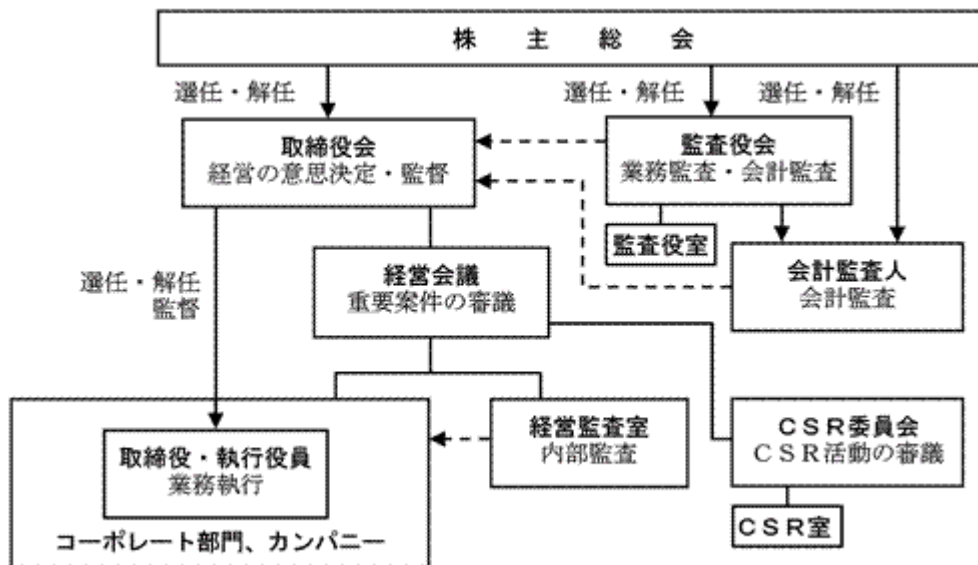 株主総会
選任・解任
選任・解任
選任・解任
取締役会
経営の意思決定・監督
監査役会
業務監査・会計監査
監査役室
会計監査人
会計監査
選任・解任
監督
経営会議
重要案件の審議
経営監査室
内部監査
CSR委員会
CSR活動の審議
CSR室
取締役・執行役員
業務執行
コーポレート部門、カンパニー